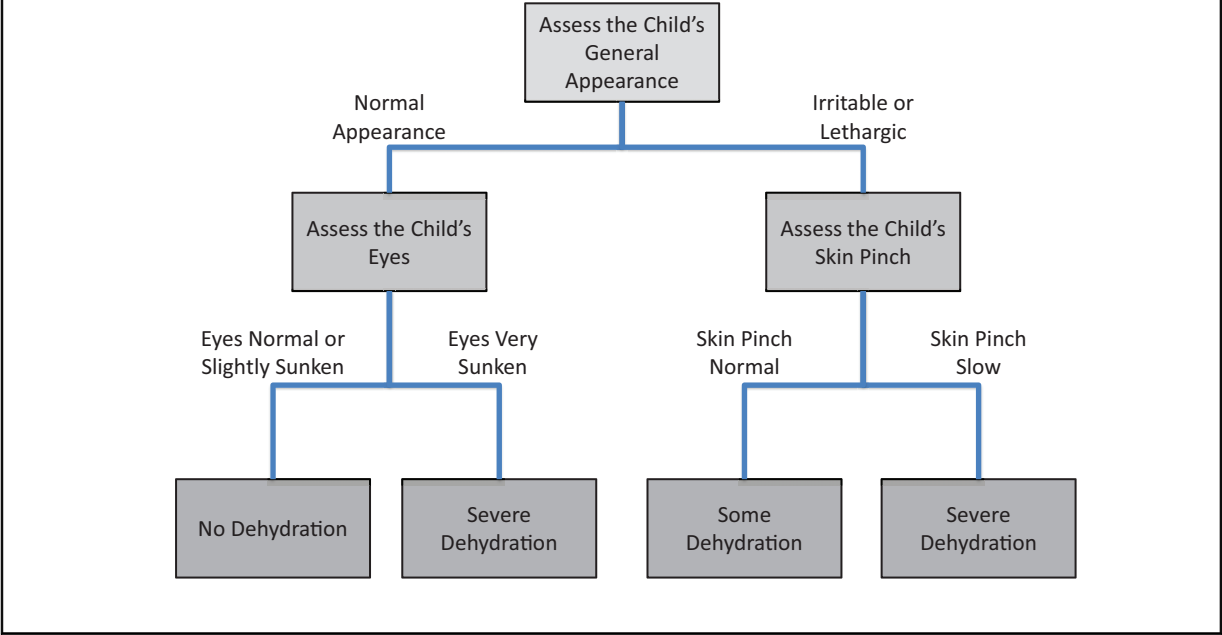 Assess the Child’s
General
Appearance
Normal
Appearance
Irritable or
Lethargic
Assess the Child’s
Eyes
Assess the Child’s
Skin Pinch
Eyes Normal or
Slightly Sunken
Eyes Very
Sunken
Skin Pinch
Normal
Skin Pinch
Slow
No Dehydration
Severe
Dehydration
Some
Dehydration
Severe
Dehydration